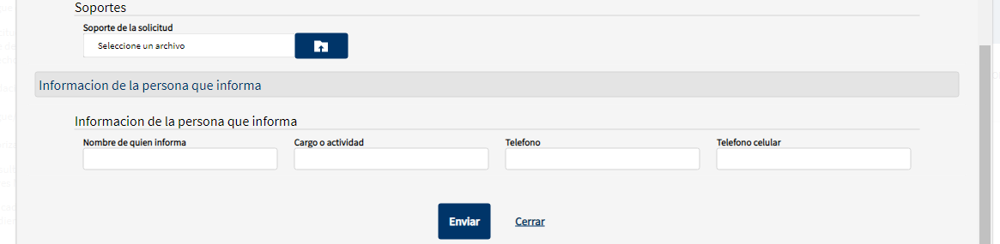 Soportes
Soporte de la solicitud
Seleccione un archivo
Informacion de la persona que informa
Informacion de la persona que informa
Nombre de quien informa Cargo o actividad Telefono Telefono celular
Enviar Cerrar